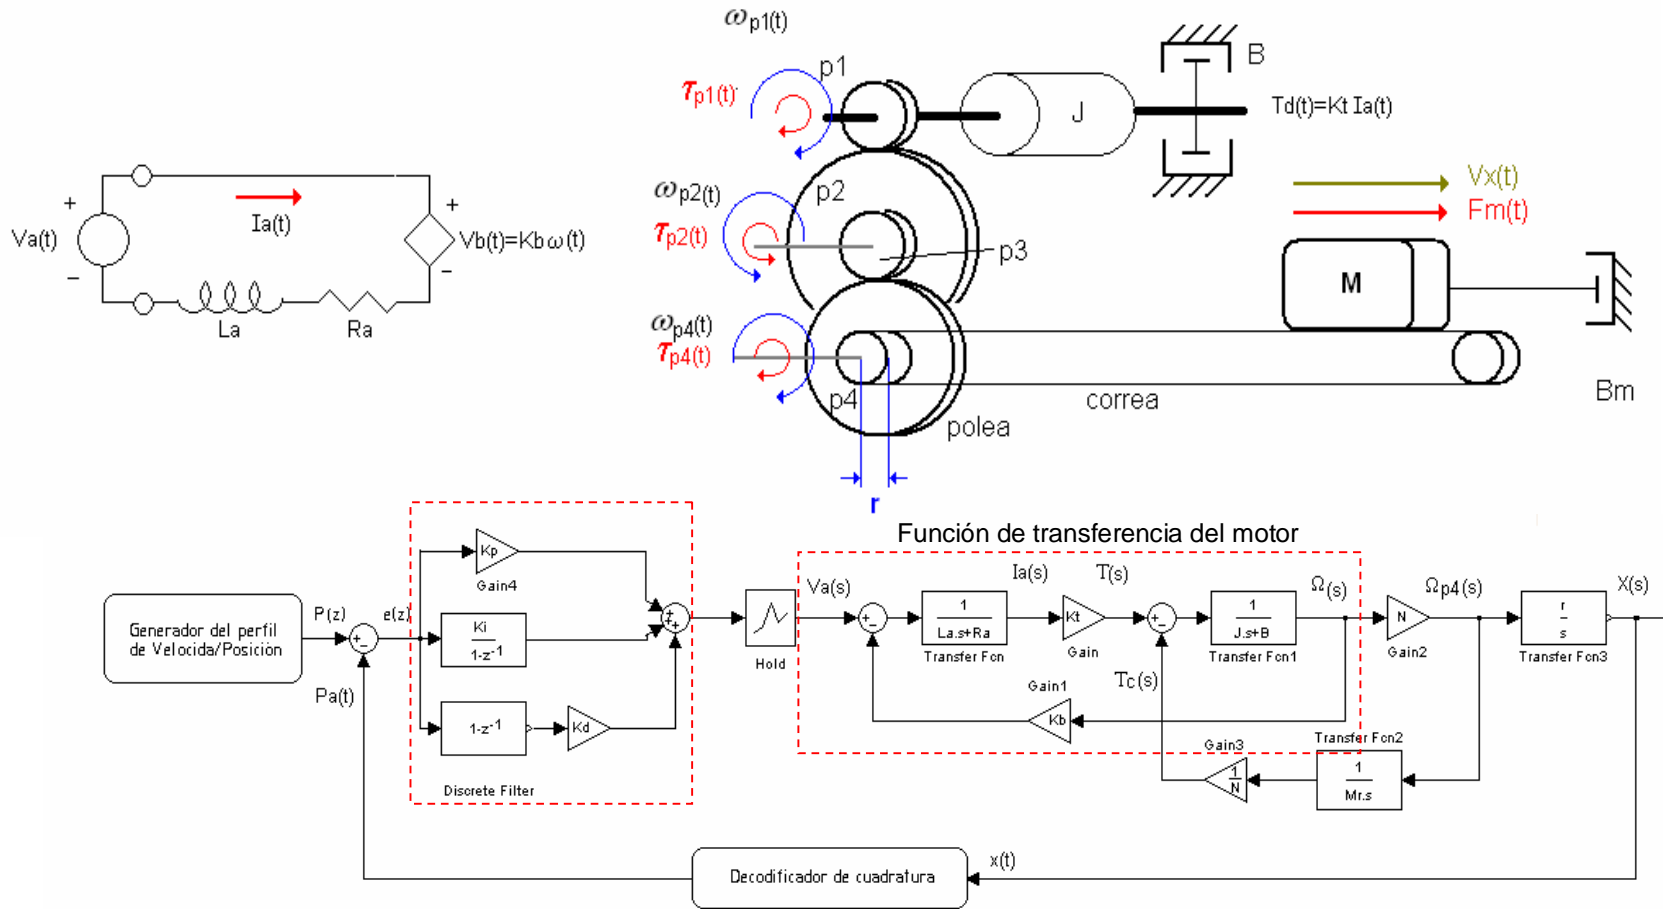 ωp1(t)
p1
B
τp1(t)
J
Td(t)=Kt Ia(t)
ωp2(t)
p2
Vx(t)
+
+
Ia(t)
Fm(t)
Va(t)
Vb(t)=Kbω(t)
τp2(t)
p3
−
−
M
La
Ra
ωp4(t)
τp4(t)
p4
correa
Bm
polea
r
Función de transferencia del motor
Kp
Gain4
Generador del perfil
de Velocida/Posición
P(z)
e(z)
+
−
Pa(t)
Ki
1-z-1
1-z-1
Kd
Discrete Filter
+
+
+
Hold
Va(s)
+
−
1
La.s+Ra
Transfer Fcn
Ia(s)
Kt
Gain
T(s)
+
−
1
J.s+B
Transfer Fcn1
Ω(s)
N
Gain2
Ωp4(s)
r
s
Transfer Fcn3
X(s)
Tc(s)
Gain1
Kb
Gain3
1
N
Transfer Fcn2
1
Mr.s
Decodificador de cuadratura
x(t)